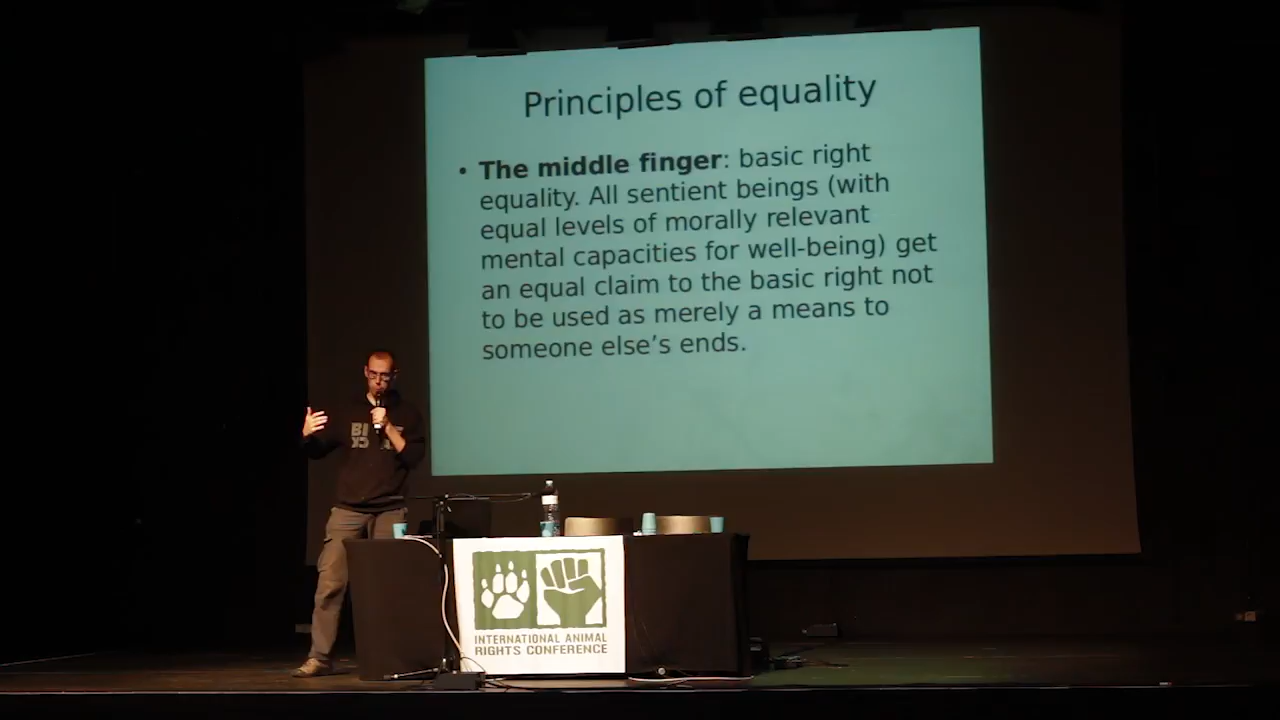 Principles of equality
• The middle finger: basic right
equality. All sentient beings (with
equal levels of morally relevant
mental capacities for well-being) get
an equal claim to the basic right not
to be used as merely a means to
someone else's ends.
INTERNATIONAL ANIMAL
RIGHTS CONFERENCE